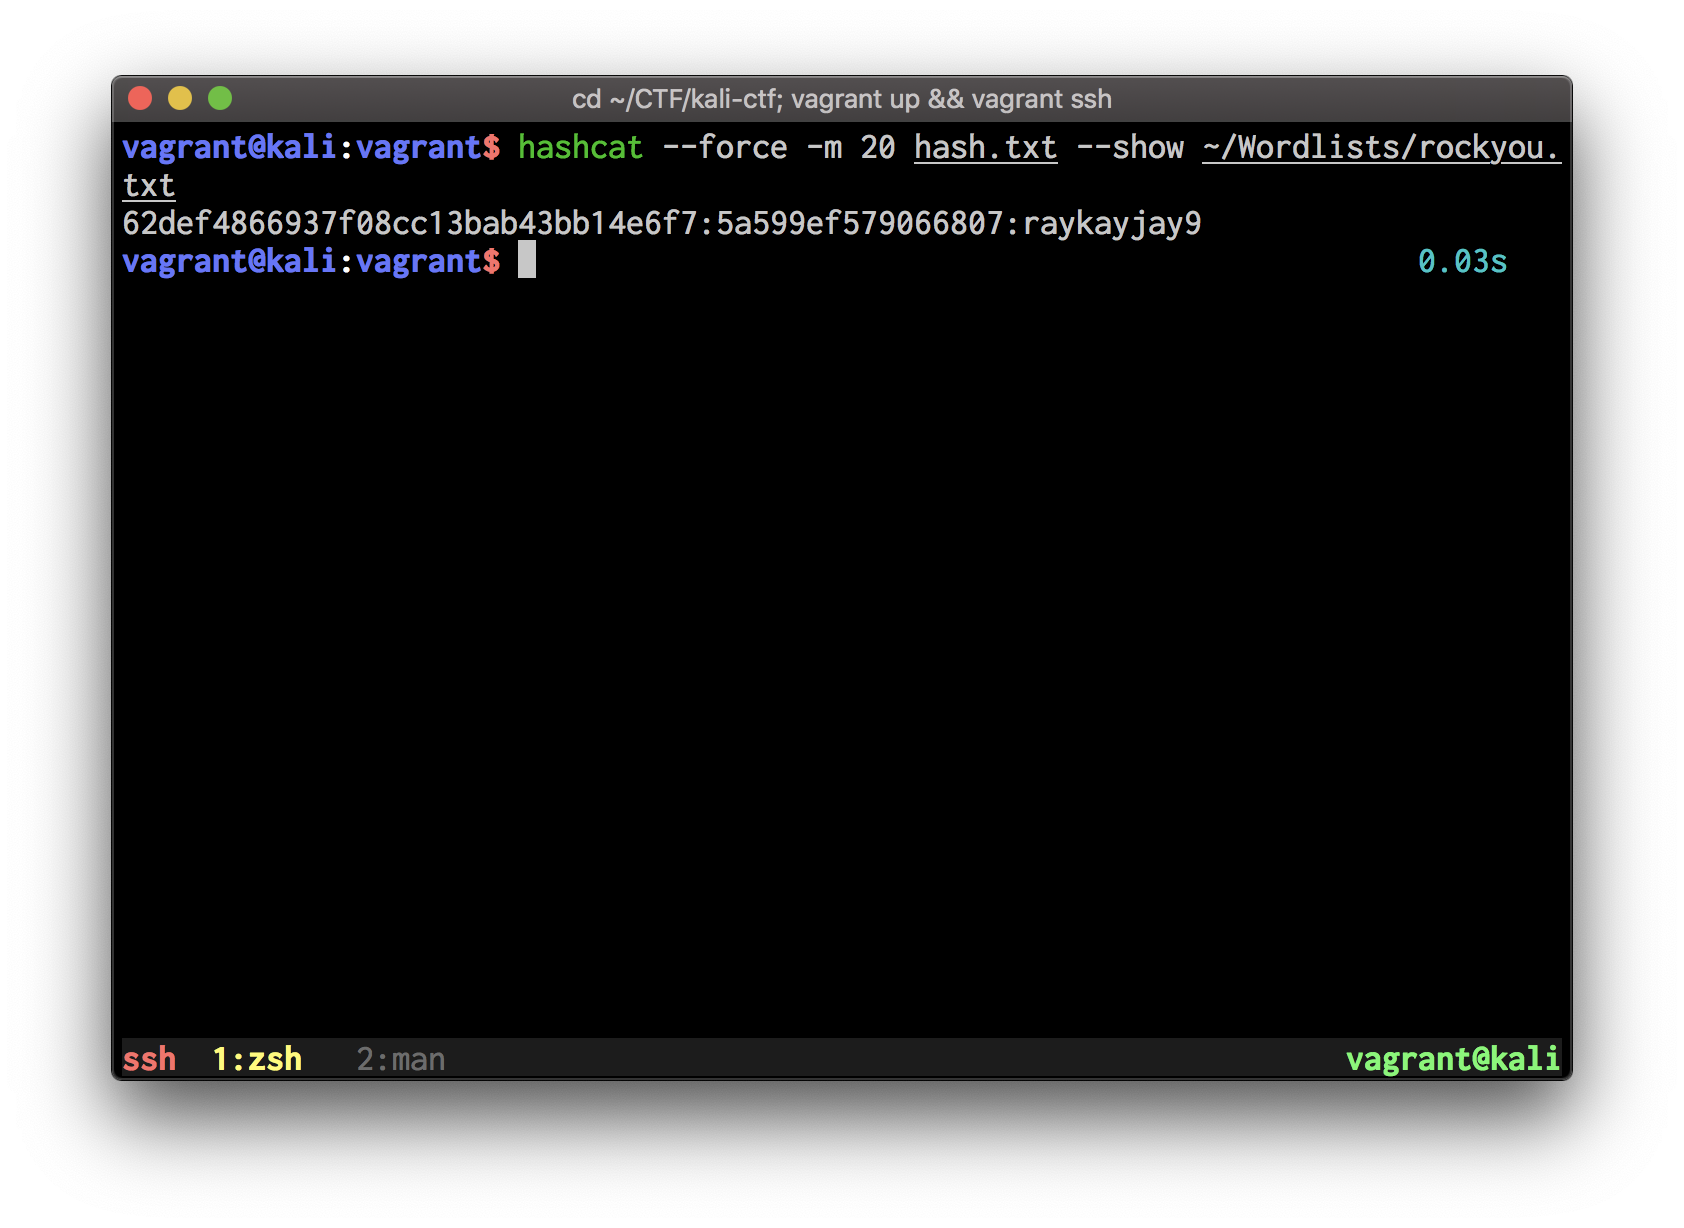 cd ~/CTF/kali-ctf; vagrant up && vagrant ssh
vagrant@kali:vagrant$ hashcat --force -m 20 hash.txt --show ~/Wordlists/rockyou.
txt
62def4866937f08cc13bab43bb14e6f7:5a599ef579066807:raykayjay9
vagrant@kali:vagrant$ 0.03s
ssh 1:zsh 2:man vagrant@kali